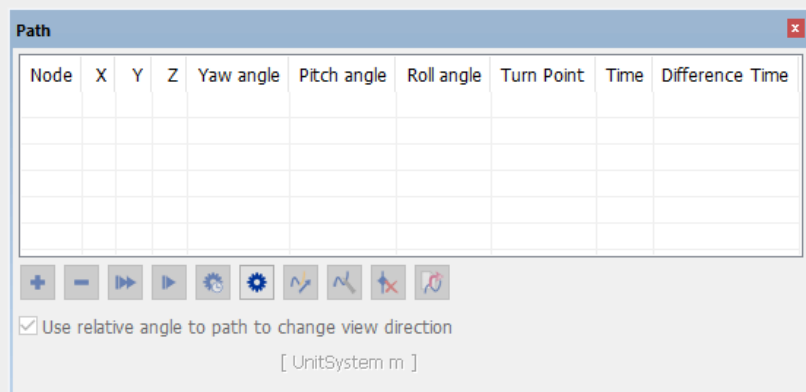 Path
Node X Y Z Yaw angle Pitch angle Roll angle Turn Point Time Difference Time
Use relative angle to path to change view direction
[ UnitSystem m ]